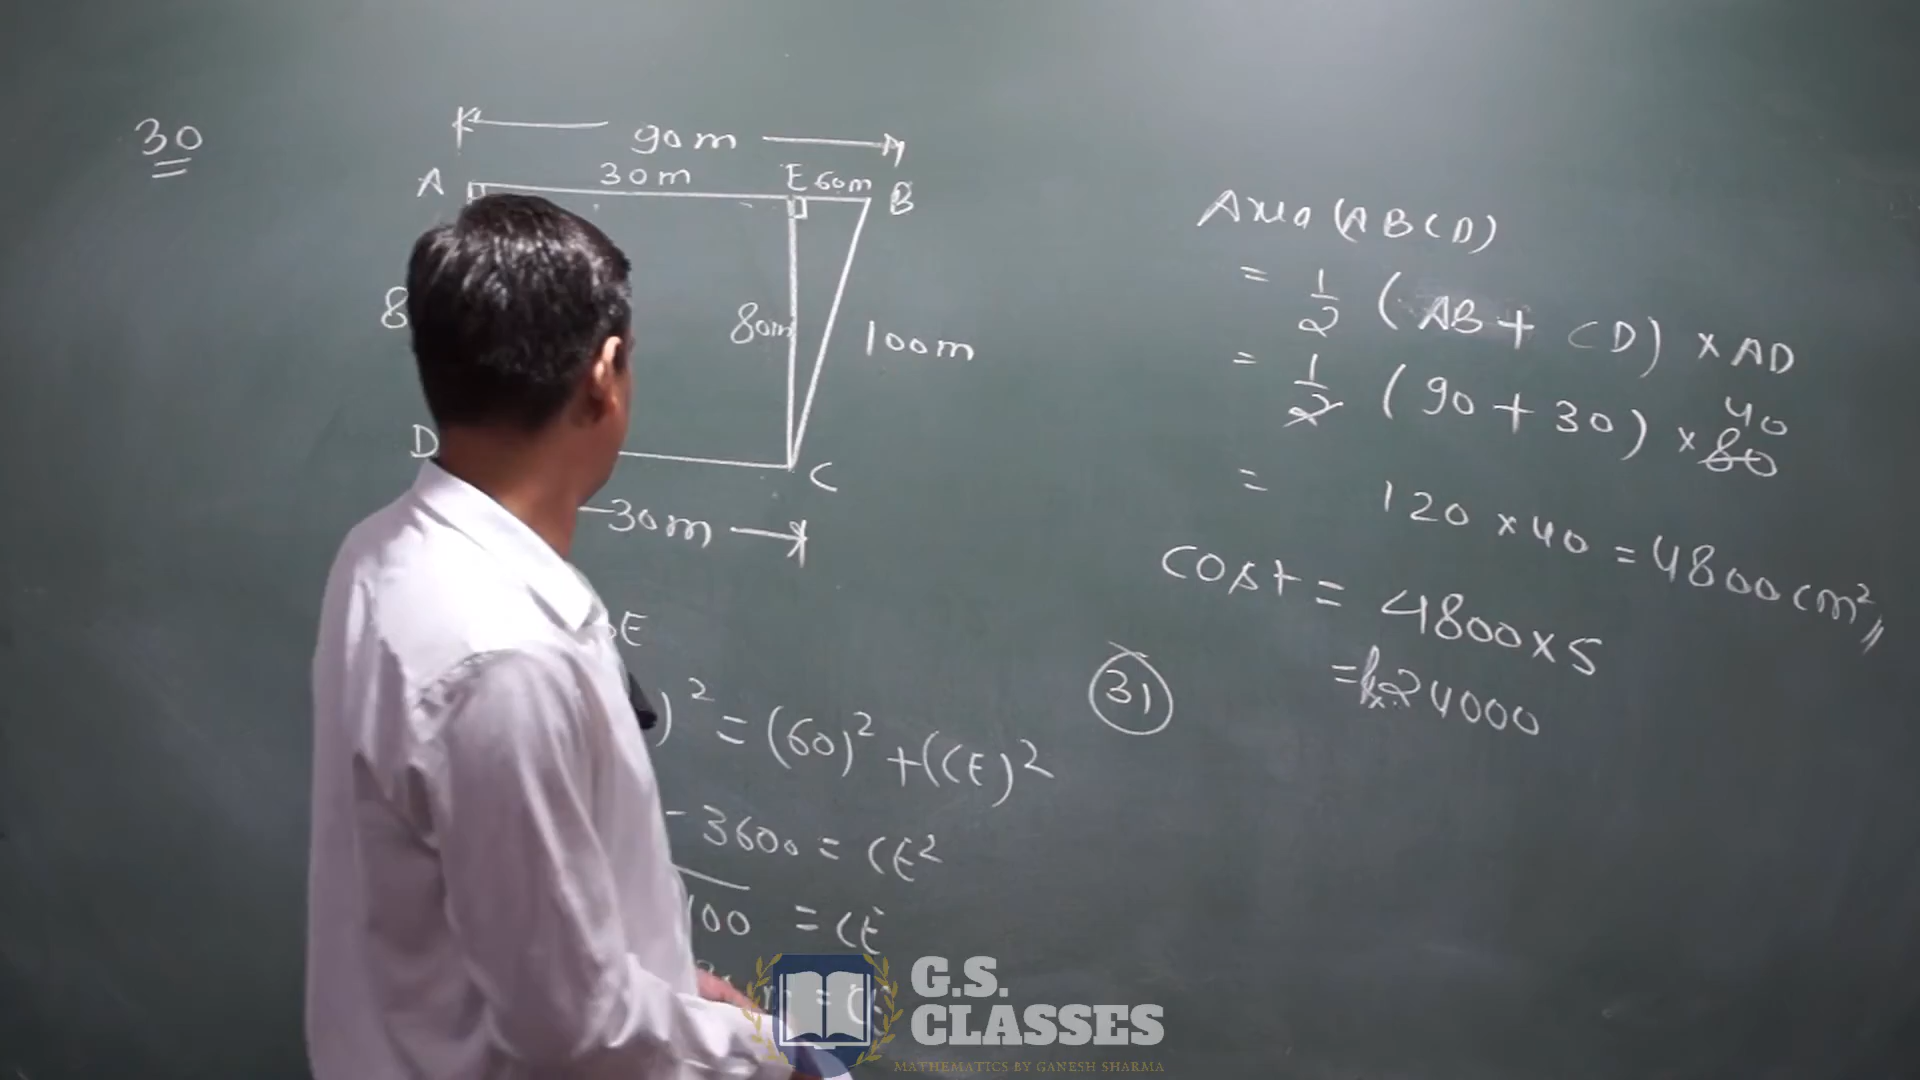 30
90m
A 30m E 60m B
8
80m
100m
D
C
30m
E
)² = (60)² + (CE)²
- 3600 = CE²
00 = CE
Area (ABCD)
= 1/2 (AB + CD) × AD
= 1/2 (90 + 30) × 80 40
= 120 × 40 = 4800 cm²
Cost = 4800 × 5
= 24000
31
G.S.
CLASSES
MATHEMATICS BY GANESH SHARMA